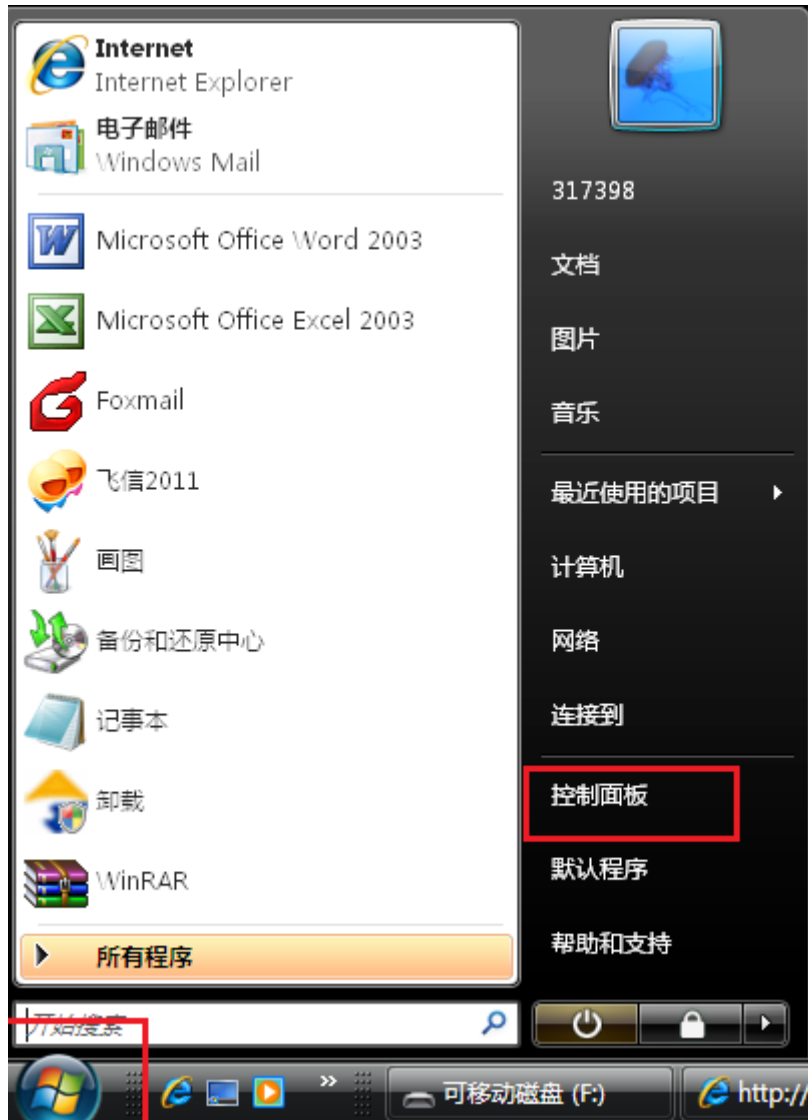 Internet
Internet Explorer
电子邮件
Windows Mail
Microsoft Office Word 2003
Microsoft Office Excel 2003
Foxmail
飞信2011
画图
备份和还原中心
记事本
卸载
WinRAR
所有程序
开始搜索
317398
文档
图片
音乐
最近使用的项目
计算机
网络
连接到
控制面板
默认程序
帮助和支持
»
可移动磁盘 (F:)
http://